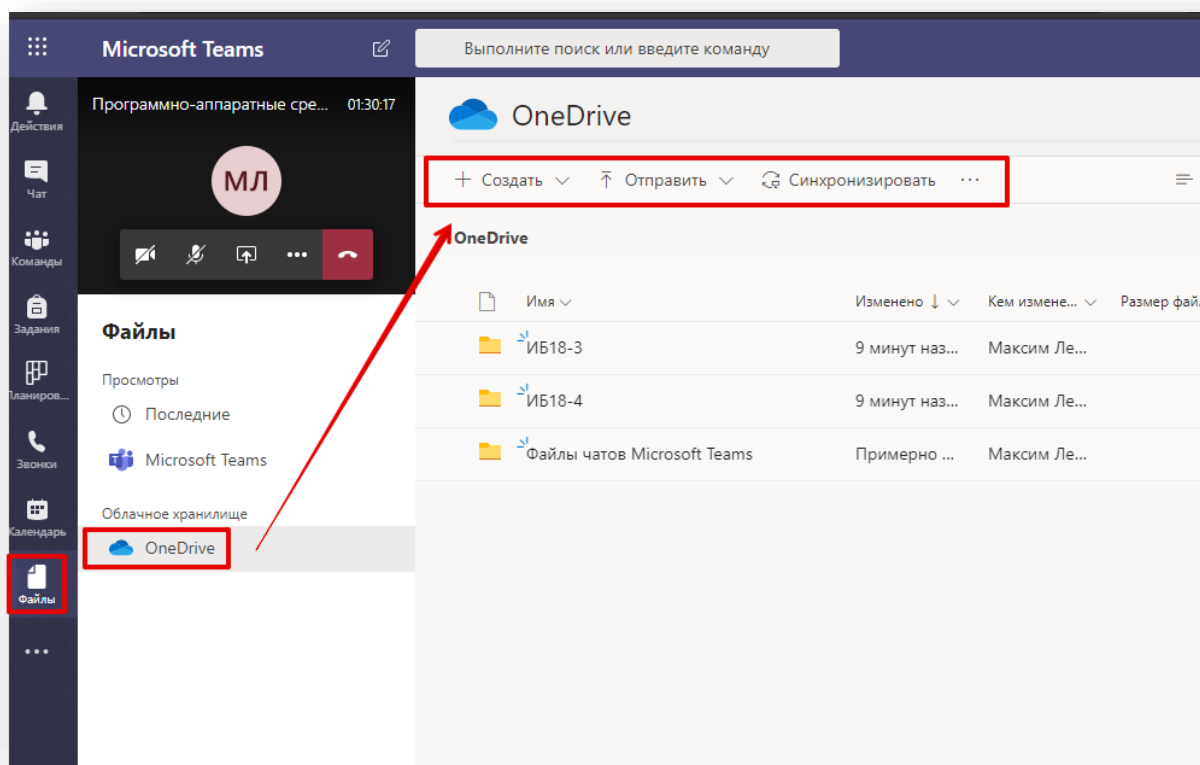 Microsoft Teams
Выполните поиск или введите команду
Действия
Чат
Команды
Задания
Планиров...
Звонки
Календарь
Файлы
Программно-аппаратные сре... 01:30:17
МЛ
Файлы
Просмотры
Последние
Microsoft Teams
Облачное хранилище
OneDrive
OneDrive
Создать Отправить Синхронизировать ...
OneDrive
Имя Изменено ↓ Кем измене... Размер фай.
ИБ18-3 9 минут наз... Максим Ле...
ИБ18-4 9 минут наз... Максим Ле...
Файлы чатов Microsoft Teams Примерно ... Максим Ле...